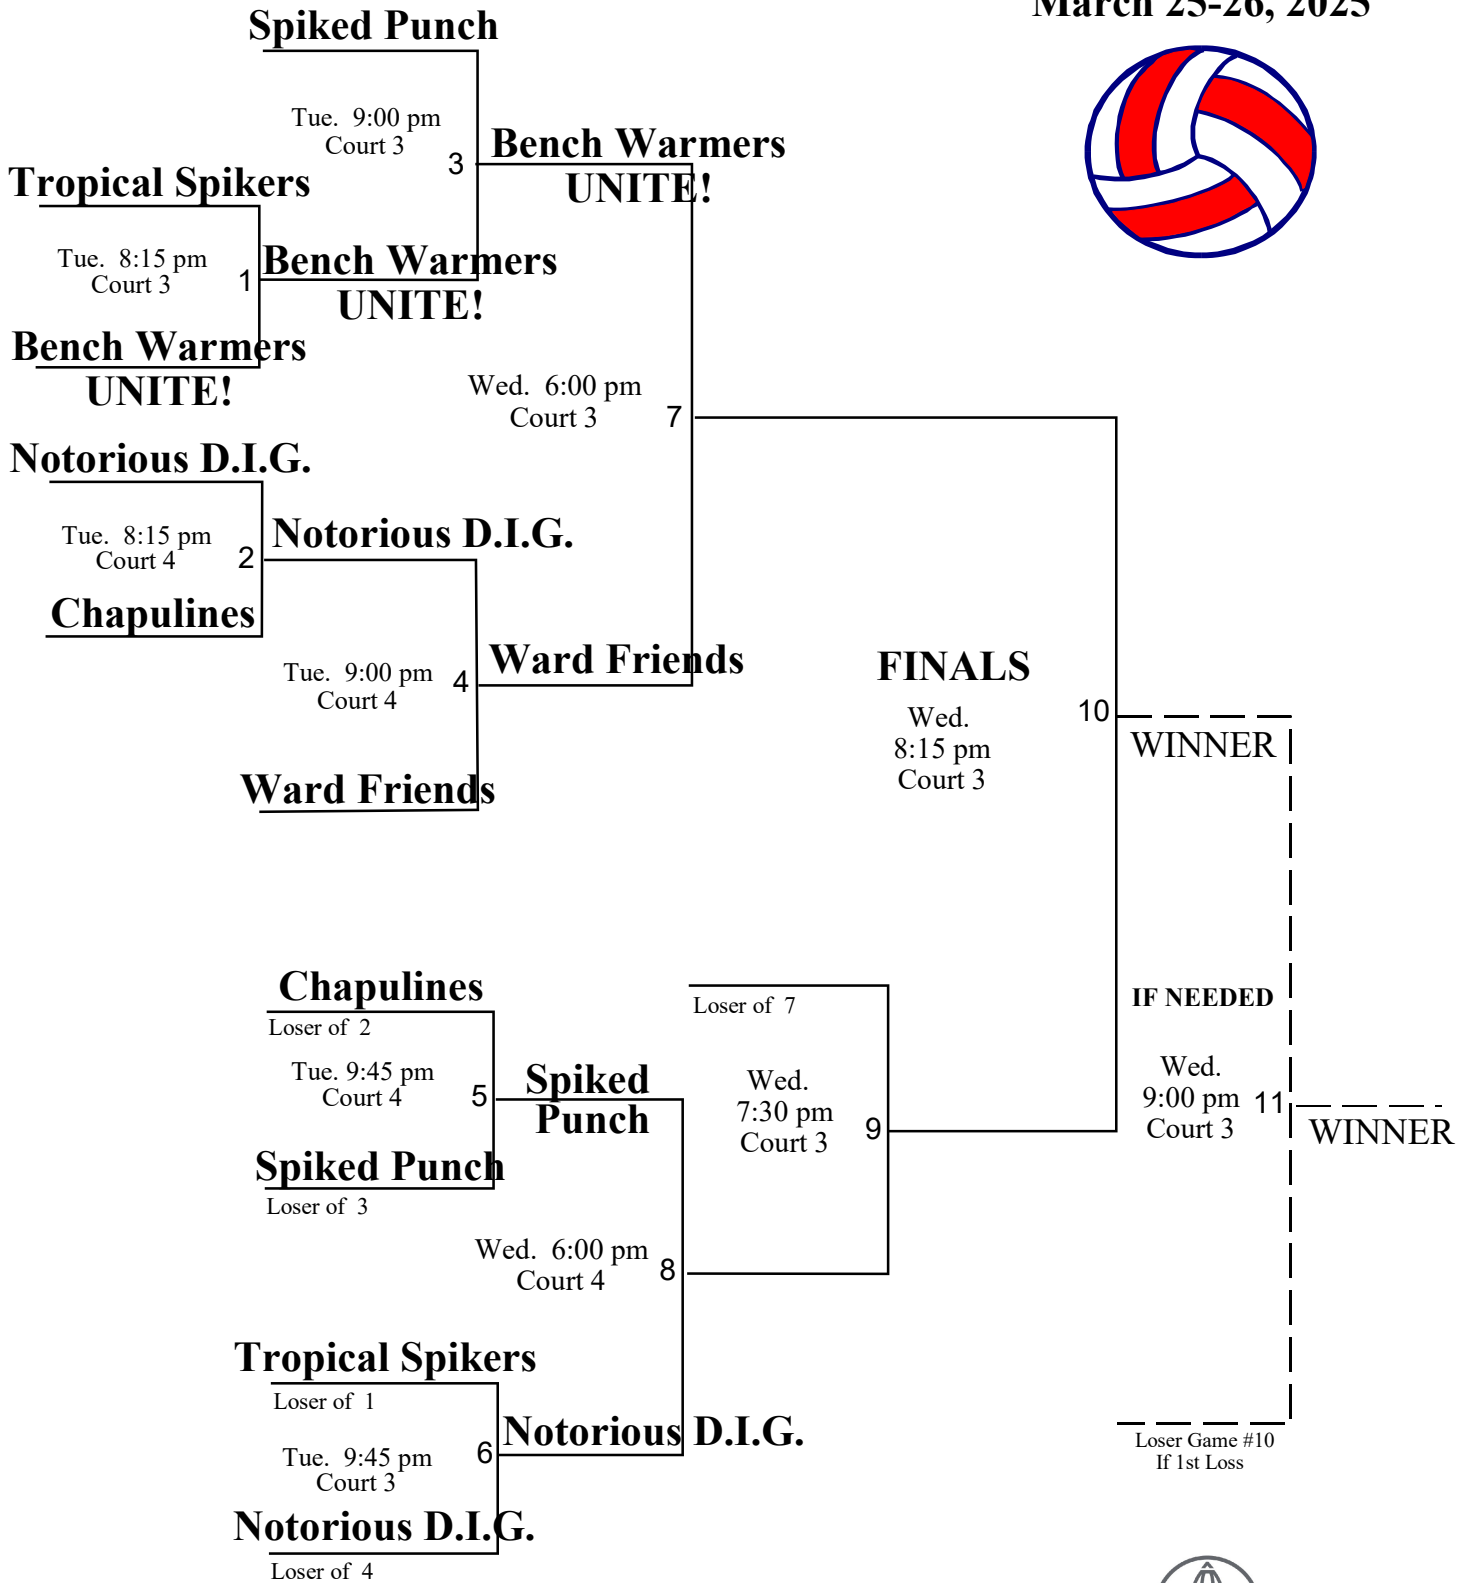 March 25-26, 2025
Spiked Punch
Tue. 9:00 pm
Court 3
3
Bench Warmers
UNITE!
Tropical Spikers
Tue. 8:15 pm
Court 3
1
Bench Warmers
UNITE!
Bench Warmers
UNITE!
Wed. 6:00 pm
Court 3
7
Notorious D.I.G.
Tue. 8:15 pm
Court 4
2
Notorious D.I.G.
Chapulines
Tue. 9:00 pm
Court 4
4
Ward Friends
Ward Friends
FINALS
Wed.
8:15 pm
Court 3
10
WINNER
Chapulines
Loser of 2
Tue. 9:45 pm
Court 4
5
Spiked
Punch
Spiked Punch
Loser of 3
Loser of 7
Wed.
7:30 pm
Court 3
9
IF NEEDED
Wed.
9:00 pm
Court 3
11
WINNER
Wed. 6:00 pm
Court 4
8
Tropical Spikers
Loser of 1
Tue. 9:45 pm
Court 3
6
Notorious D.I.G.
Notorious D.I.G.
Loser of 4
Loser Game #10
If 1st Loss